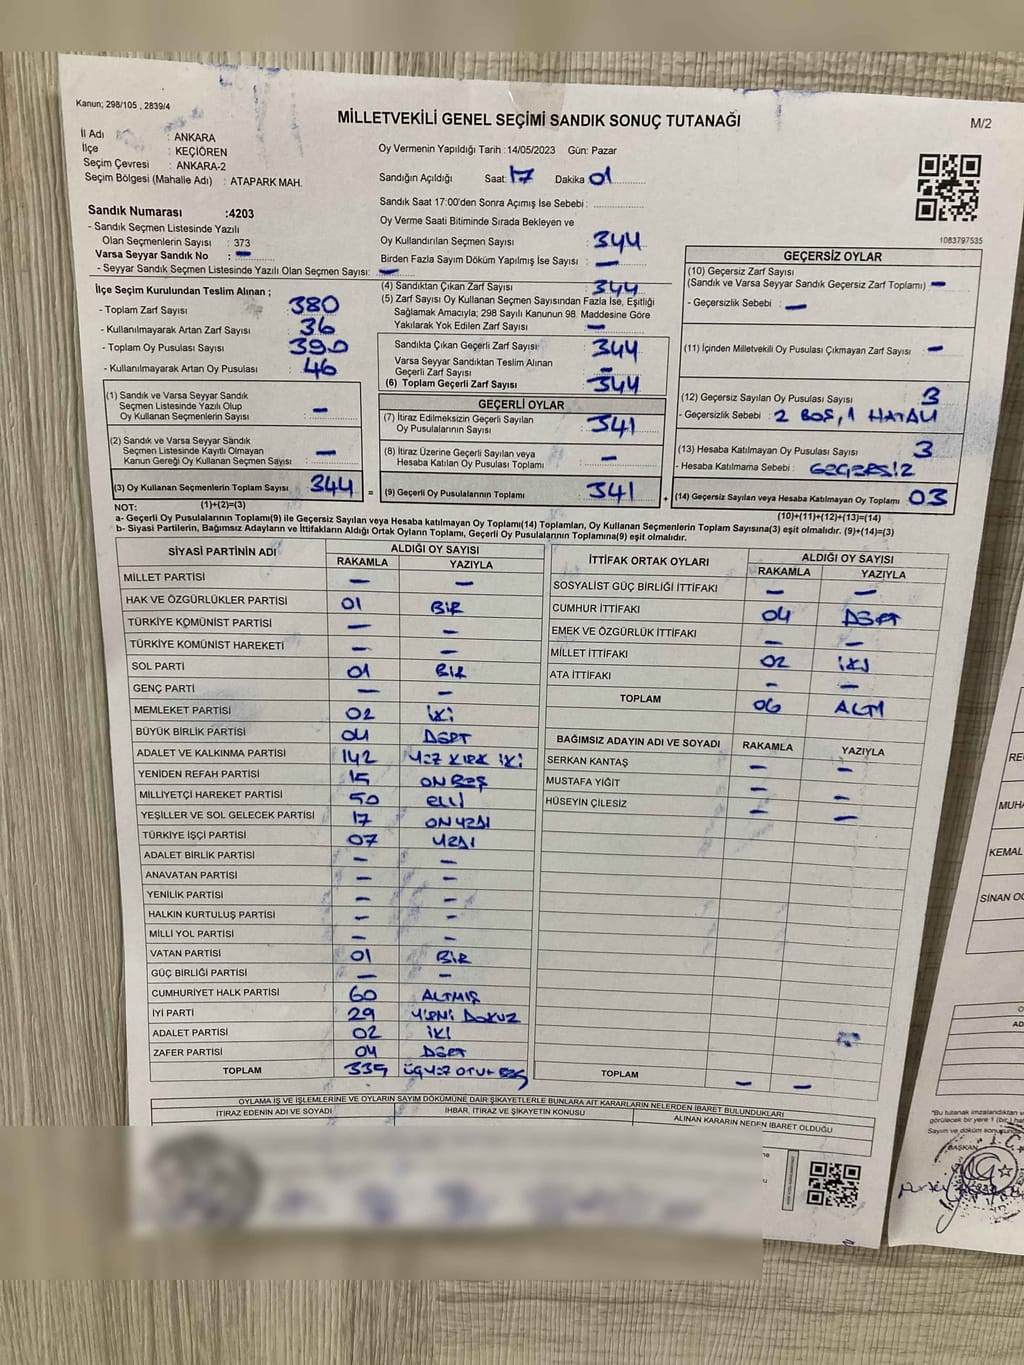 Kanun; 298/105 , 2839/4
MİLLETVEKİLİ GENEL SEÇİMİ SANDIK SONUÇ TUTANAĞI
M/2
İl Adı : ANKARA
İlçe : KEÇİÖREN
Seçim Çevresi : ANKARA-2
Seçim Bölgesi (Mahalle Adı) : ATAPARK MAH.
Oy Vermenin Yapıldığı Tarih :14/05/2023 Gün: Pazar
Sandığın Açıldığı Saat: 17 Dakika 01
Sandık Saat 17:00'den Sonra Açımış İse Sebebi :
Sandık Numarası :4203
- Sandık Seçmen Listesinde Yazılı
Olan Seçmenlerin Sayısı : 373
Varsa Seyyar Sandık No : -
- Seyyar Sandık Seçmen Listesinde Yazılı Olan Seçmen Sayısı: -
Oy Verme Saati Bitiminde Sırada Bekleyen ve
Oy Kullandırılan Seçmen Sayısı 344
Birden Fazla Sayım Döküm Yapılmış İse Sayısı -
1083797535
İlçe Seçim Kurulundan Teslim Alınan ;
- Toplam Zarf Sayısı 380
- Kullanılmayarak Artan Zarf Sayısı 36
- Toplam Oy Pusulası Sayısı 390
- Kullanılmayarak Artan Oy Pusulası 46
(1) Sandık ve Varsa Seyyar Sandık
Seçmen Listesinde Yazılı Olup
Oy Kullanan Seçmenlerin Sayısı -
(2) Sandık ve Varsa Seyyar Sandık
Seçmen Listesinde Kayıtlı Olmayan
Kanun Gereği Oy Kullanan Seçmen Sayısı -
(3) Oy Kullanan Seçmenlerin Toplam Sayısı 344
(1)+(2)=(3)
(4) Sandıktan Çıkan Zarf Sayısı 344
(5) Zarf Sayısı Oy Kullanan Seçmen Sayısından Fazla İse, Eşitliği
Sağlamak Amacıyla; 298 Sayılı Kanunun 98. Maddesine Göre
Yakılarak Yok Edilen Zarf Sayısı -
Sandıkta Çıkan Geçerli Zarf Sayısı 344
Varsa Seyyar Sandıktan Teslim Alınan
Geçerli Zarf Sayısı -
(6) Toplam Geçerli Zarf Sayısı 344
GEÇERLİ OYLAR
(7) İtiraz Edilmeksizin Geçerli Sayılan
Oy Pusulalarının Sayısı 341
(8) İtiraz Üzerine Geçerli Sayılan veya
Hesaba Katılan Oy Pusulası Toplamı -
= (9) Geçerli Oy Pusulalarının Toplamı 341
GEÇERSİZ OYLAR
(10) Geçersiz Zarf Sayısı
(Sandık ve Varsa Seyyar Sandık Geçersiz Zarf Toplamı) -
- Geçersizlik Sebebi : -
(11) İçinden Milletvekili Oy Pusulası Çıkmayan Zarf Sayısı -
(12) Geçersiz Sayılan Oy Pusulası Sayısı 3
- Geçersizlik Sebebi : 2 BOŞ, 1 HATALI
(13) Hesaba Katılmayan Oy Pusulası Sayısı 3
- Hesaba Katılmama Sebebi : GEÇERSİZ
+ (14) Geçersiz Sayılan veya Hesaba Katılmayan Oy Toplamı 03
(10)+(11)+(12)+(13)=(14)
NOT:
a- Geçerli Oy Pusulalarının Toplamı(9) ile Geçersiz Sayılan veya Hesaba katılmayan Oy Toplamı(14) Toplamları, Oy Kullanan Seçmenlerin Toplam Sayısına(3) eşit olmalıdır. (9)+(14)=(3)
b- Siyasi Partilerin, Bağımsız Adayların ve İttifakların Aldığı Ortak Oyların Toplamı, Geçerli Oy Pusulalarının Toplamına(9) eşit olmalıdır.
SİYASİ PARTİNİN ADI ALDIĞI OY SAYISI
RAKAMLA YAZIYLA
MİLLET PARTİSİ - -
HAK VE ÖZGÜRLÜKLER PARTİSİ 01 BİR
TÜRKİYE KOMÜNİST PARTİSİ - -
TÜRKİYE KOMÜNİST HAREKETİ - -
SOL PARTİ 01 BİR
GENÇ PARTİ - -
MEMLEKET PARTİSİ 02 İKİ
BÜYÜK BİRLİK PARTİSİ 04 DÖRT
ADALET VE KALKINMA PARTİSİ 142 YÜZ KIRK İKİ
YENİDEN REFAH PARTİSİ 15 ON BEŞ
MİLLİYETÇİ HAREKET PARTİSİ 50 ELLİ
YEŞİLLER VE SOL GELECEK PARTİSİ 17 ON YEDİ
TÜRKİYE İŞÇİ PARTİSİ 07 YEDİ
ADALET BİRLİK PARTİSİ - -
ANAVATAN PARTİSİ - -
YENİLİK PARTİSİ - -
HALKIN KURTULUŞ PARTİSİ - -
MİLLİ YOL PARTİSİ - -
VATAN PARTİSİ 01 BİR
GÜÇ BİRLİĞİ PARTİSİ - -
CUMHURİYET HALK PARTİSİ 60 ALTMIŞ
İYİ PARTİ 29 YİRMİ DOKUZ
ADALET PARTİSİ 02 İKİ
ZAFER PARTİSİ 04 DÖRT
TOPLAM 335 ÜÇ YÜZ OTUZ BEŞ
İTTİFAK ORTAK OYLARI ALDIĞI OY SAYISI
RAKAMLA YAZIYLA
SOSYALİST GÜÇ BİRLİĞİ İTTİFAKI - -
CUMHUR İTTİFAKI 04 DÖRT
EMEK VE ÖZGÜRLÜK İTTİFAKI - -
MİLLET İTTİFAKI 02 İKİ
ATA İTTİFAKI - -
TOPLAM 06 ALTI
BAĞIMSIZ ADAYIN ADI VE SOYADI RAKAMLA YAZIYLA
SERKAN KANTAŞ - -
MUSTAFA YİĞİT - -
HÜSEYİN ÇİLESİZ - -
TOPLAM - -
OYLAMA İŞ VE İŞLEMLERİNE VE OYLARIN SAYIM DÖKÜMÜNE DAİR ŞİKAYETLERLE BUNLARA AİT KARARLARIN NELERDEN İBARET BULUNDUKLARI
İTİRAZ EDENİN ADI VE SOYADI İHBAR, İTİRAZ VE ŞİKAYETİN KONUSU ALINAN KARARIN NEDEN İBARET OLDUĞU
RE
MUHA
KEMAL
SİNAN OĞ
AD
"Bu tutanak imzalandıktan
görülecek bir yere 1 (bir)
Sayım ve döküm
BAŞKAN